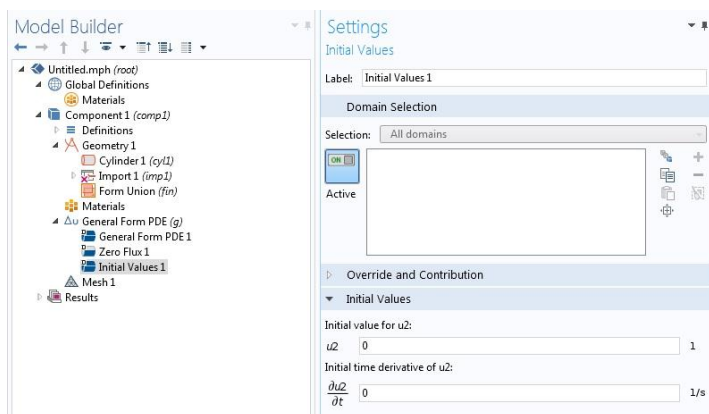 Model Builder
Untitled.mph (root)
Global Definitions
Materials
Component 1 (comp1)
Definitions
Geometry 1
Cylinder 1 (cyl1)
Import 1 (imp1)
Form Union (fin)
Materials
Δu General Form PDE (g)
General Form PDE 1
Zero Flux 1
Initial Values 1
Mesh 1
Results
Settings
Initial Values
Label: Initial Values 1
Domain Selection
Selection: All domains
ON
Active
Override and Contribution
Initial Values
Initial value for u2:
u2 0 1
Initial time derivative of u2:
∂u2/∂t 0 1/s